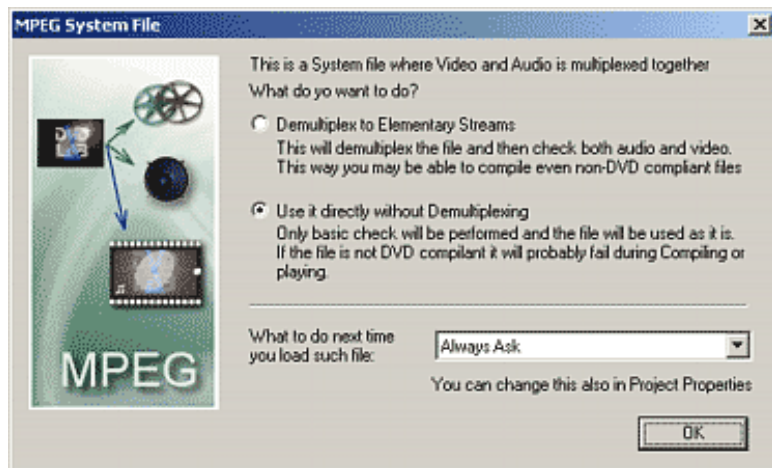 MPEG System File
This is a System file where Video and Audio is multiplexed together
What do yo want to do?
Demultiplex to Elementary Streams
This will demultiplex the file and then check both audio and video.
This way you may be able to compile even non-DVD compliant files
Use it directly without Demultiplexing
Only basic check will be performed and the file will be used as it is.
If the file is not DVD compilant it will probably fail during Compiling or
playing.
What to do next time
you load such file:
Always Ask
You can change this also in Project Properties
OK
DVD
LAB
MPEG